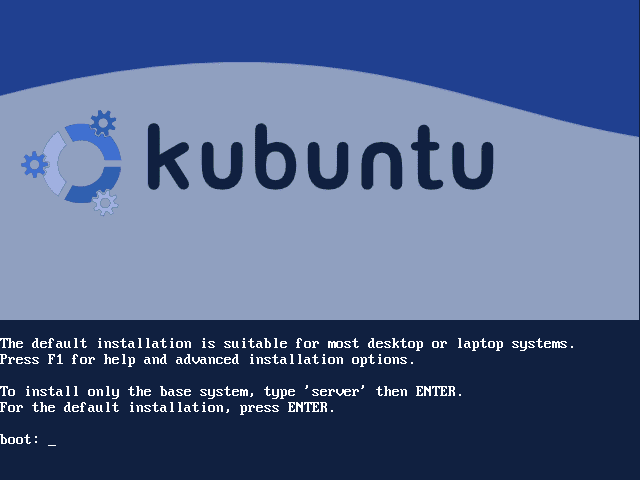 kubuntu
The default installation is suitable for most desktop or laptop systems.
Press F1 for help and advanced installation options.
To install only the base system, type 'server' then ENTER.
For the default installation, press ENTER.
boot: _